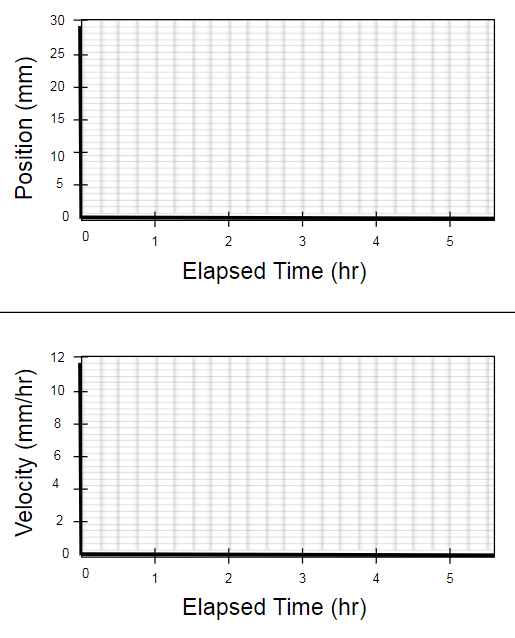 30
25
20
15
10
5
0
Position (mm)
0 1 2 3 4 5
Elapsed Time (hr)
12
10
8
6
4
2
0
Velocity (mm/hr)
0 1 2 3 4 5
Elapsed Time (hr)